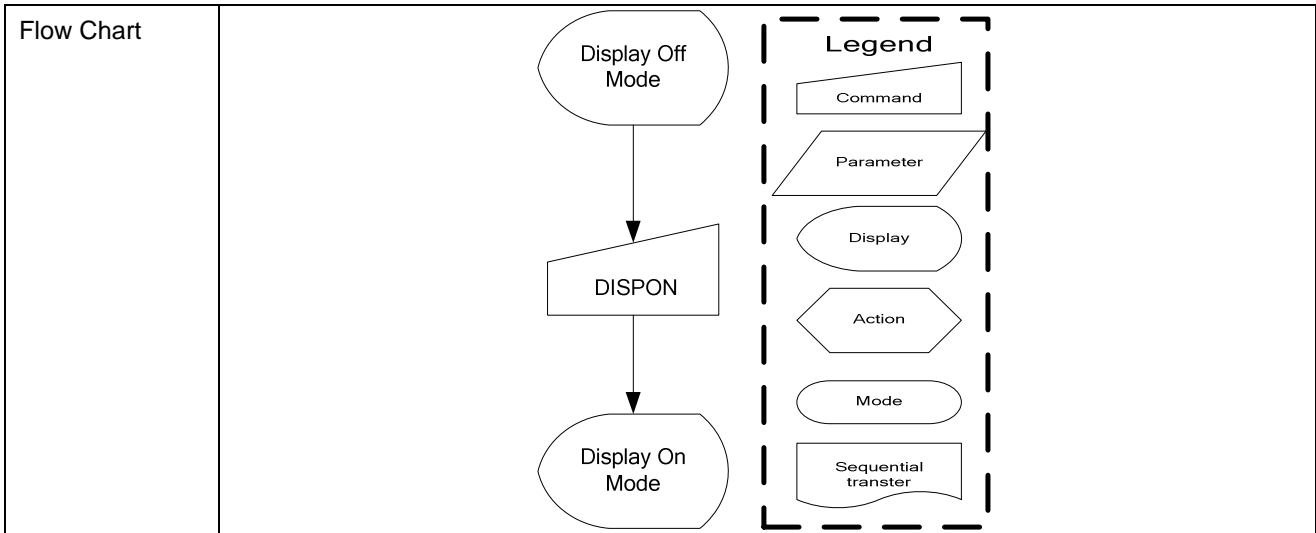 Flow Chart
Display Off
Mode
DISPON
Display On
Mode
Legend
Command
Parameter
Display
Action
Mode
Sequential
transter